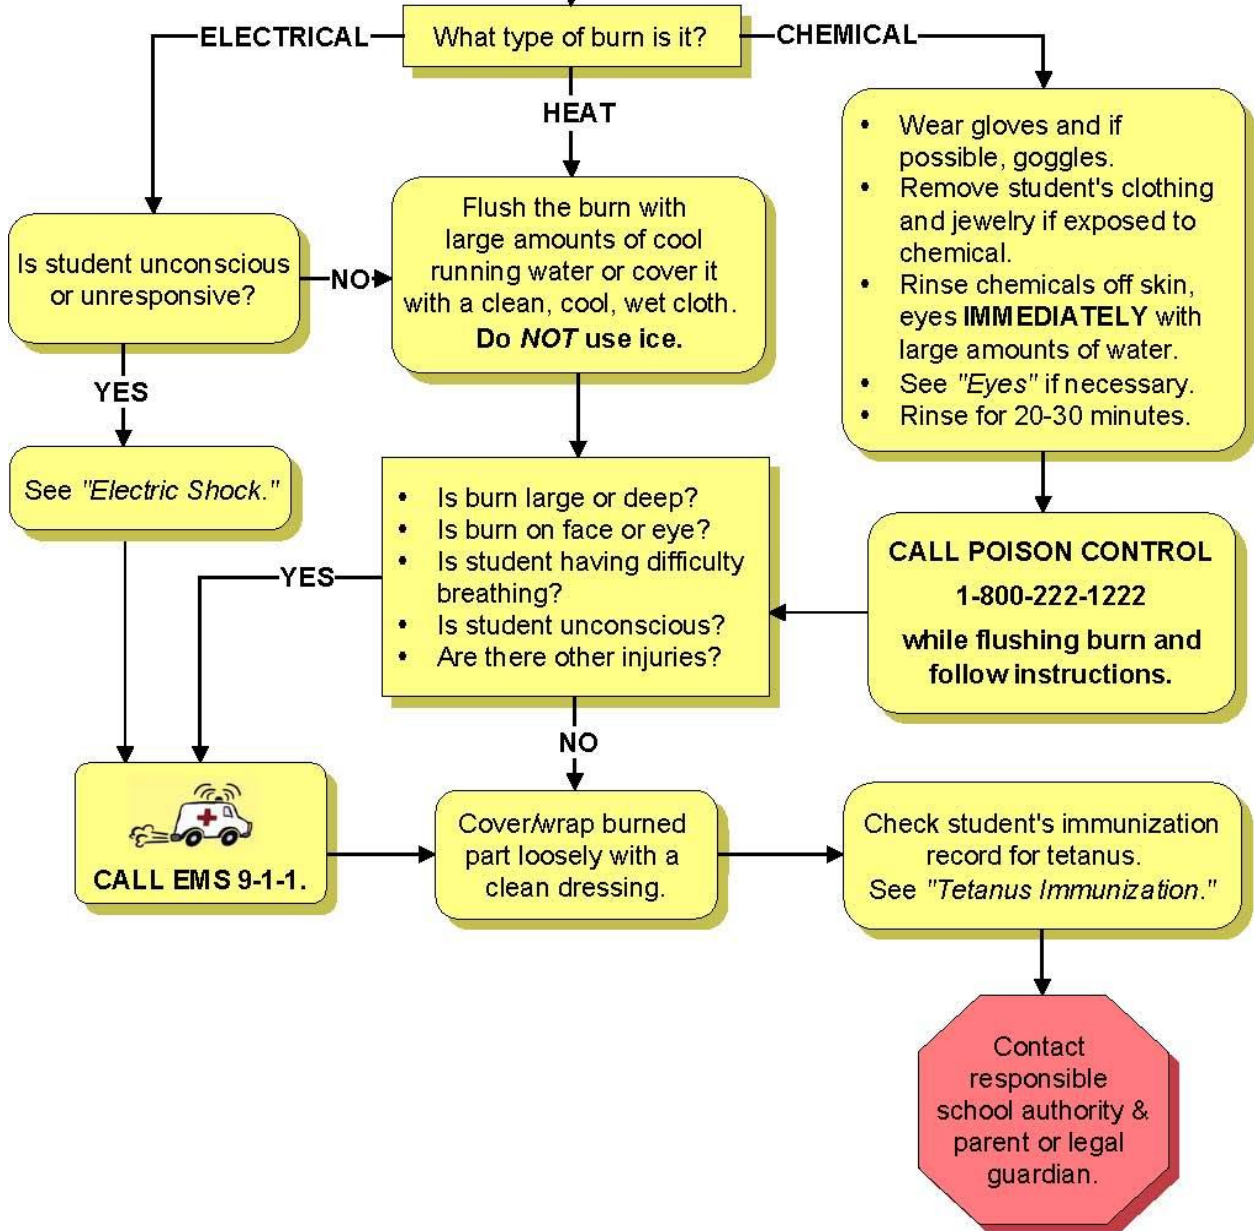 What type of burn is it?
ELECTRICAL
CHEMICAL
HEAT
• Wear gloves and if
possible, goggles.
• Remove student's clothing
and jewelry if exposed to
chemical.
• Rinse chemicals off skin,
eyes IMMEDIATELY with
large amounts of water.
• See "Eyes" if necessary.
• Rinse for 20-30 minutes.
Is student unconscious
or unresponsive?
NO
Flush the burn with
large amounts of cool
running water or cover it
with a clean, cool, wet cloth.
Do NOT use ice.
YES
See "Electric Shock."
• Is burn large or deep?
• Is burn on face or eye?
• Is student having difficulty
breathing?
• Is student unconscious?
• Are there other injuries?
CALL POISON CONTROL
1-800-222-1222
while flushing burn and
follow instructions.
YES
NO
CALL EMS 9-1-1.
Cover/wrap burned
part loosely with a
clean dressing.
Check student's immunization
record for tetanus.
See "Tetanus Immunization."
Contact
responsible
school authority &
parent or legal
guardian.